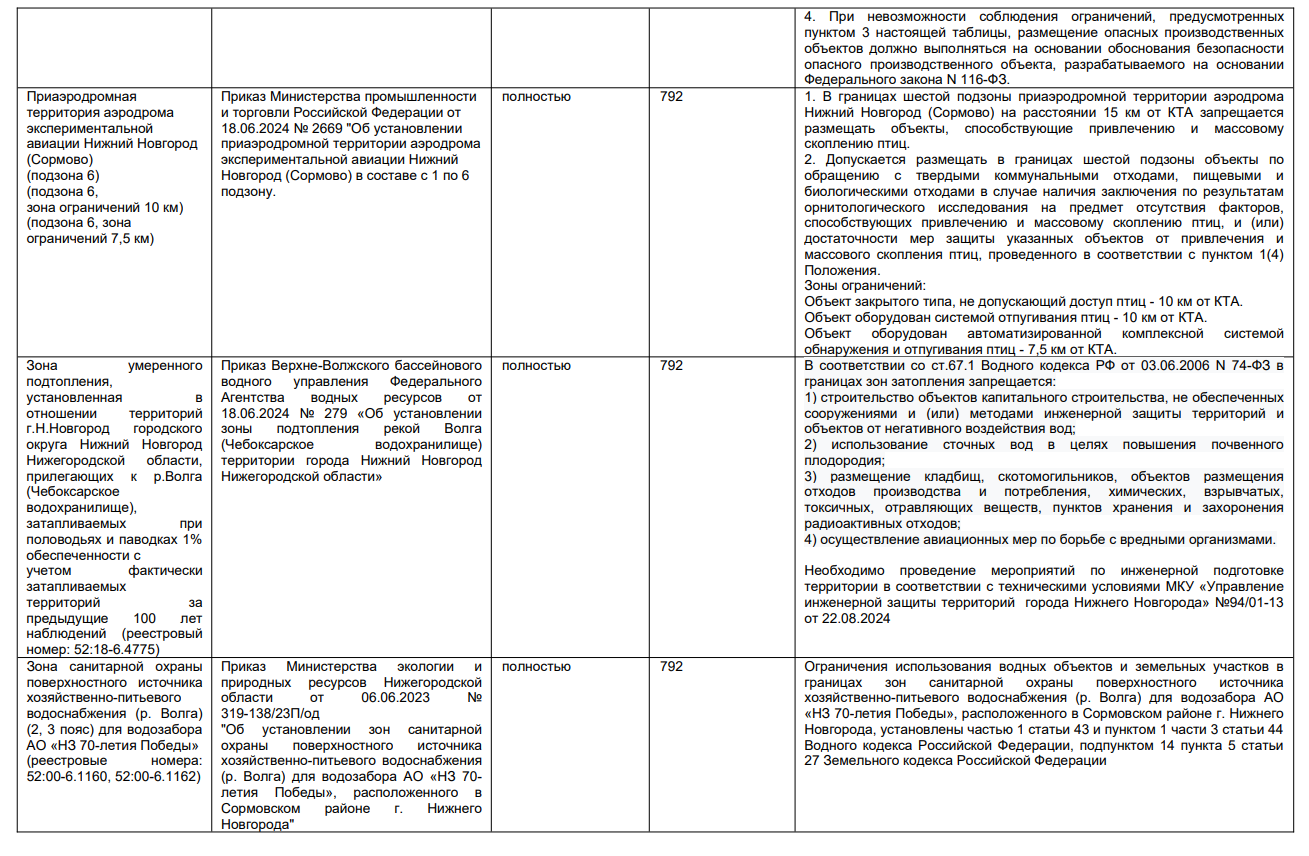 4. При невозможности соблюдения ограничений, предусмотренных
пунктом 3 настоящей таблицы, размещение опасных производственных
объектов должно выполняться на основании обоснования безопасности
опасного производственного объекта, разрабатываемого на основании
Федерального закона N 116-ФЗ.
Приаэродромная
территория аэродрома
экспериментальной
авиации Нижний Новгород
(Сормово)
(подзона 6)
(подзона 6,
зона ограничений 10 км)
(подзона 6, зона
ограничений 7,5 км)
Приказ Министерства промышленности
и торговли Российской Федерации от
18.06.2024 № 2669 "Об установлении
приаэродромной территории аэродрома
экспериментальной авиации Нижний
Новгород (Сормово) в составе с 1 по 6
подзону.
полностью
792
1. В границах шестой подзоны приаэродромной территории аэродрома
Нижний Новгород (Сормово) на расстоянии 15 км от КТА запрещается
размещать объекты, способствующие привлечению и массовому
скоплению птиц.
2. Допускается размещать в границах шестой подзоны объекты по
обращению с твердыми коммунальными отходами, пищевыми и
биологическими отходами в случае наличия заключения по результатам
орнитологического исследования на предмет отсутствия факторов,
способствующих привлечению и массовому скоплению птиц, и (или)
достаточности мер защиты указанных объектов от привлечения и
массового скопления птиц, проведенного в соответствии с пунктом 1(4)
Положения.
Зоны ограничений:
Объект закрытого типа, не допускающий доступ птиц - 10 км от КТА.
Объект оборудован системой отпугивания птиц - 10 км от КТА.
Объект оборудован автоматизированной комплексной системой
обнаружения и отпугивания птиц - 7,5 км от КТА.
Зона умеренного
подтопления,
установленная в
отношении территорий
г.Н.Новгород городского
округа Нижний Новгород
Нижегородской области,
прилегающих к р.Волга
(Чебоксарское
водохранилище),
затапливаемых при
половодьях и паводках 1%
обеспеченности с
учетом фактически
затапливаемых
территорий за
предыдущие 100 лет
наблюдений (реестровый
номер: 52:18-6.4775)
Приказ Верхне-Волжского бассейнового
водного управления Федерального
Агентства водных ресурсов от
18.06.2024 № 279 «Об установлении
зоны подтопления рекой Волга
(Чебоксарское водохранилище)
территории города Нижний Новгород
Нижегородской области»
полностью
792
В соответствии со ст.67.1 Водного кодекса РФ от 03.06.2006 N 74-ФЗ в
границах зон затопления запрещается:
1) строительство объектов капитального строительства, не обеспеченных
сооружениями и (или) методами инженерной защиты территорий и
объектов от негативного воздействия вод;
2) использование сточных вод в целях повышения почвенного
плодородия;
3) размещение кладбищ, скотомогильников, объектов размещения
отходов производства и потребления, химических, взрывчатых,
токсичных, отравляющих веществ, пунктов хранения и захоронения
радиоактивных отходов;
4) осуществление авиационных мер по борьбе с вредными организмами.
Необходимо проведение мероприятий по инженерной подготовке
территории в соответствии с техническими условиями МКУ «Управление
инженерной защиты территорий города Нижнего Новгорода» №94/01-13
от 22.08.2024
Зона санитарной охраны
поверхностного источника
хозяйственно-питьевого
водоснабжения (р. Волга)
(2, 3 пояс) для водозабора
АО «НЗ 70-летия Победы»
(реестровые номера:
52:00-6.1160, 52:00-6.1162)
Приказ Министерства экологии и
природных ресурсов Нижегородской
области от 06.06.2023 №
319-138/23П/од
"Об установлении зон санитарной
охраны поверхностного источника
хозяйственно-питьевого водоснабжения
(р. Волга) для водозабора АО «НЗ 70-
летия Победы», расположенного в
Сормовском районе г. Нижнего
Новгорода"
полностью
792
Ограничения использования водных объектов и земельных участков в
границах зон санитарной охраны поверхностного источника
хозяйственно-питьевого водоснабжения (р. Волга) для водозабора АО
«НЗ 70-летия Победы», расположенного в Сормовском районе г. Нижнего
Новгорода, установлены частью 1 статьи 43 и пунктом 1 части 3 статьи 44
Водного кодекса Российской Федерации, подпунктом 14 пункта 5 статьи
27 Земельного кодекса Российской Федерации